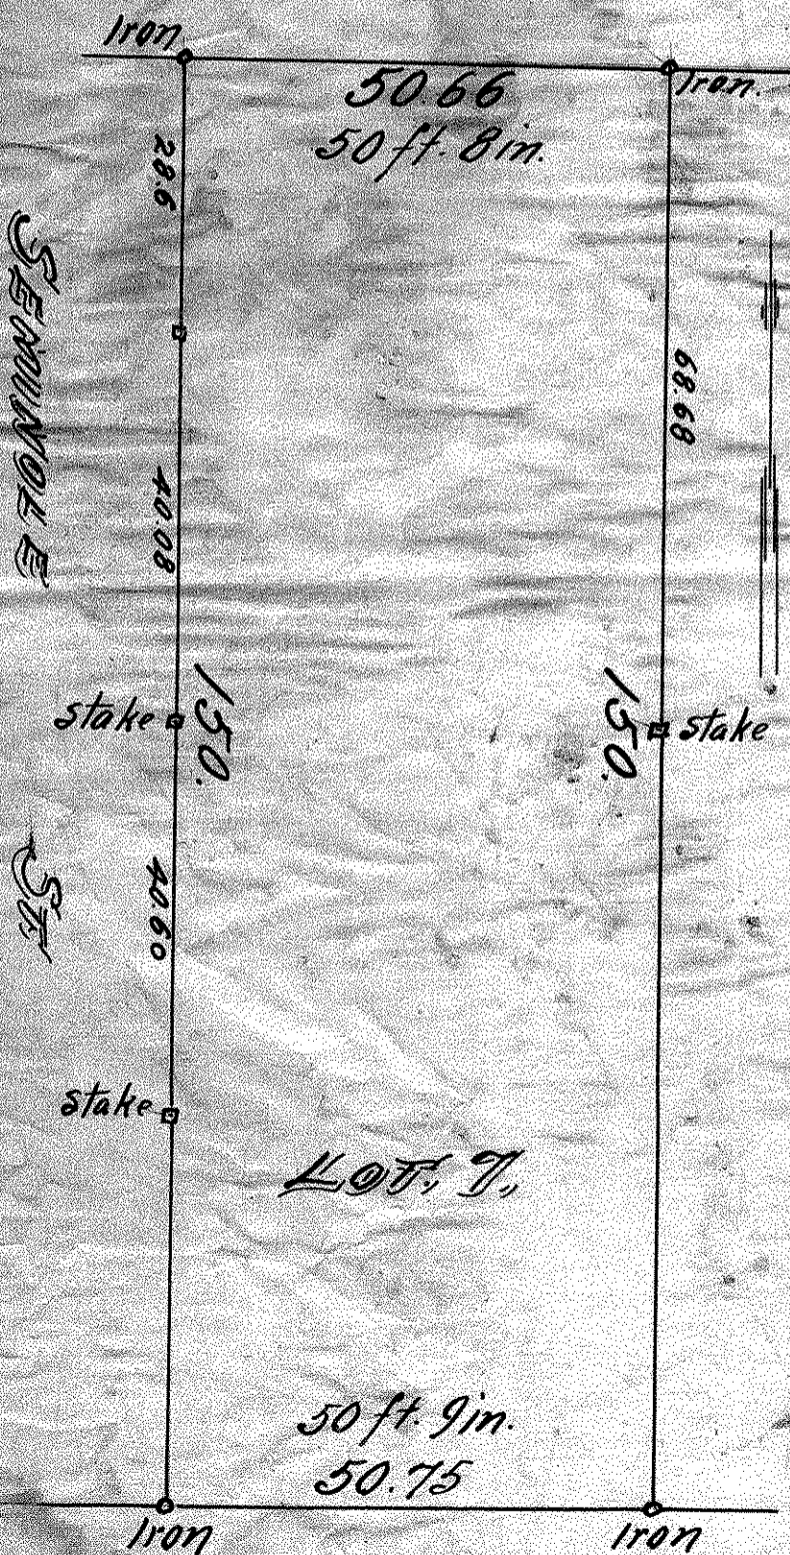 Iron
Iron.
50.66
50 ft. 8 in.
28.6
68.68
SEMINOLE ST.
40.08
150.
150.
stake
stake
40.60
stake
LOT, 7,
50 ft. 9 in.
50.75
Iron
Iron